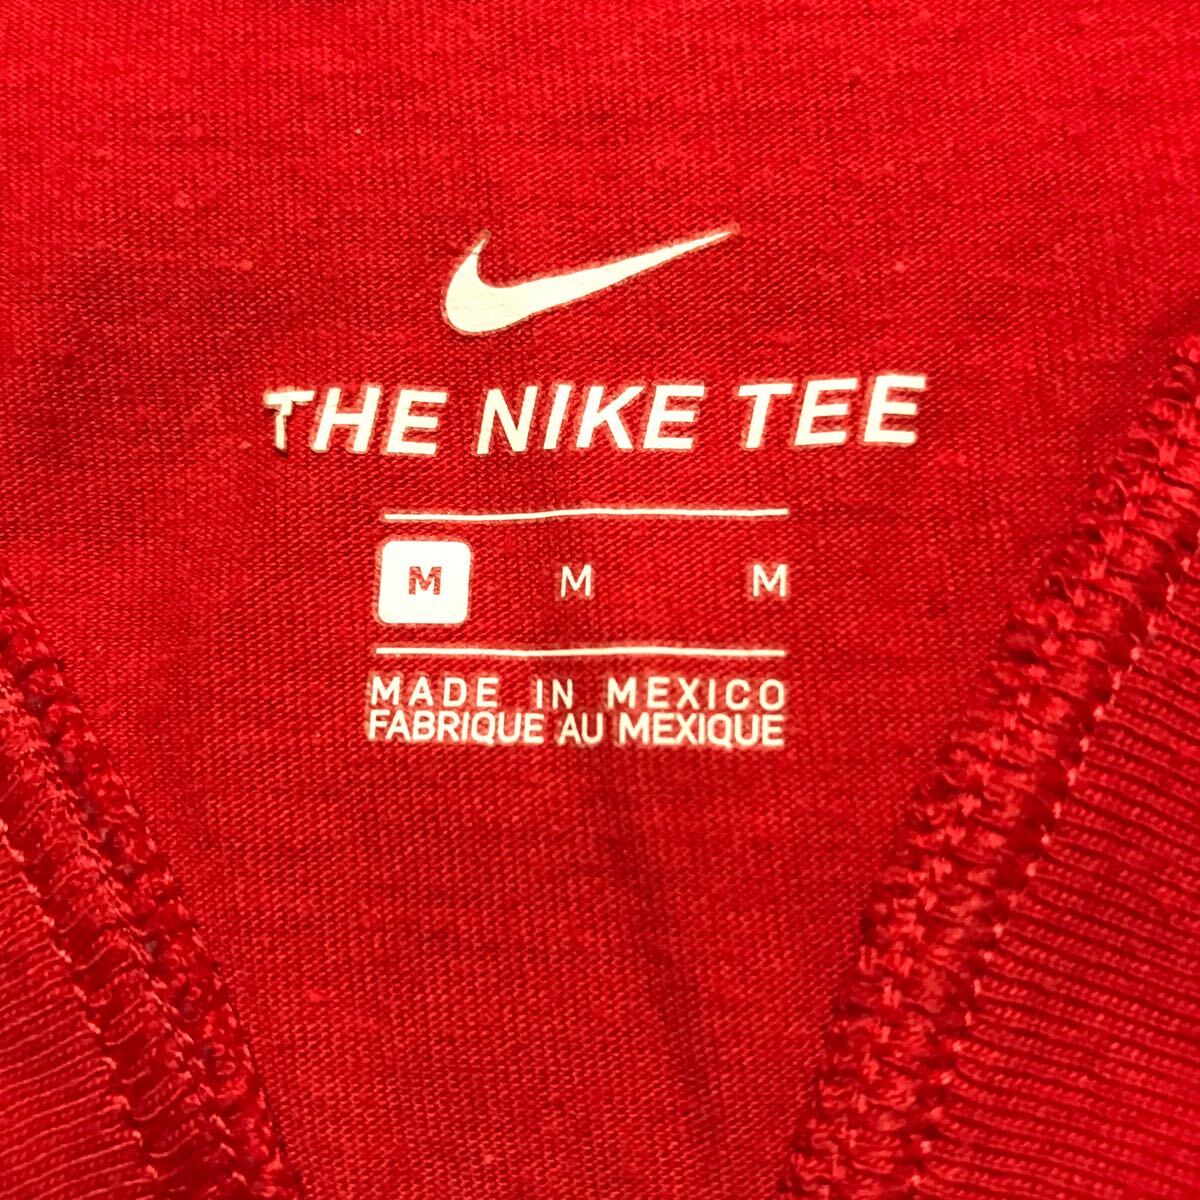 THE NIKE TEE
M M M
MADE IN MEXICO
FABRIQUE AU MEXIQUE